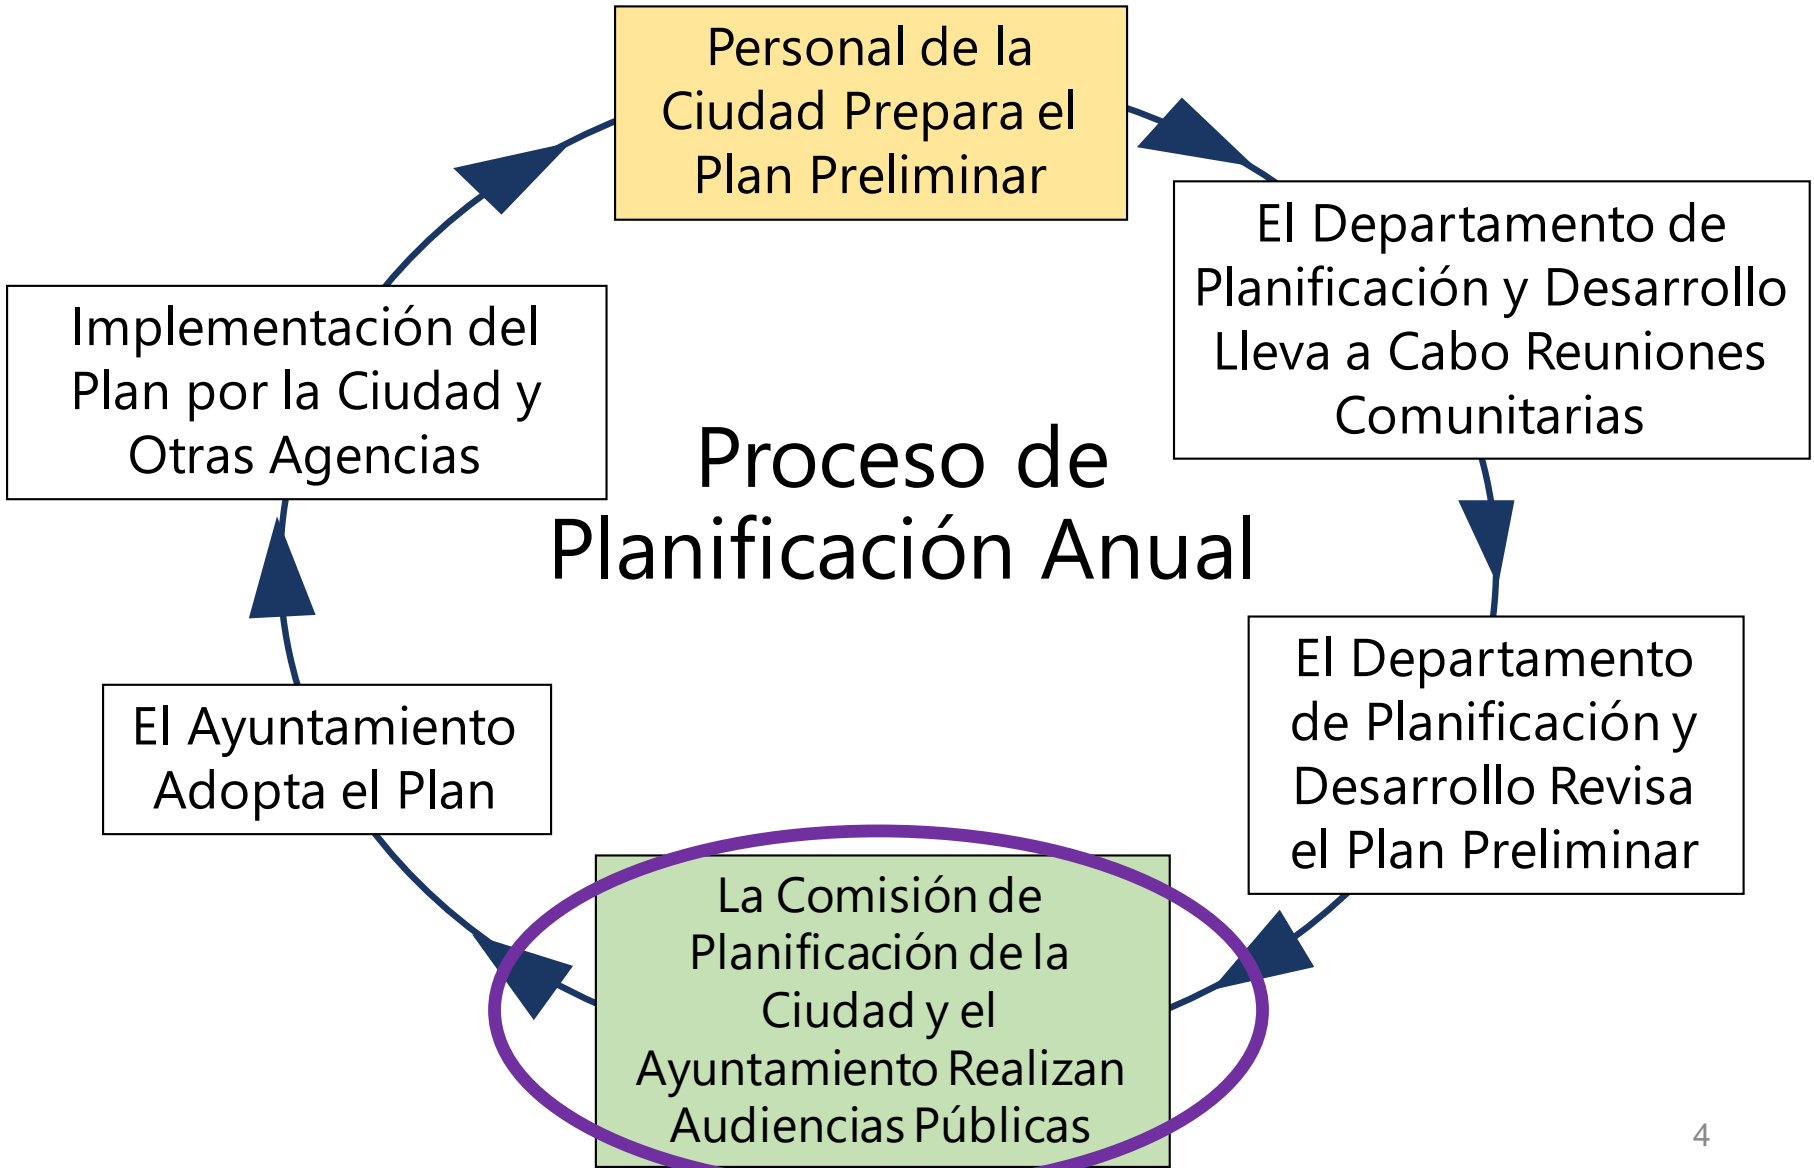 Personal de la
Ciudad Prepara el
Plan Preliminar
El Departamento de
Planificación y Desarrollo
Lleva a Cabo Reuniones
Comunitarias
Implementación del
Plan por la Ciudad y
Otras Agencias
Proceso de
Planificación Anual
El Departamento
de Planificación y
Desarrollo Revisa
el Plan Preliminar
El Ayuntamiento
Adopta el Plan
La Comisión de
Planificación de la
Ciudad y el
Ayuntamiento Realizan
Audiencias Públicas
4